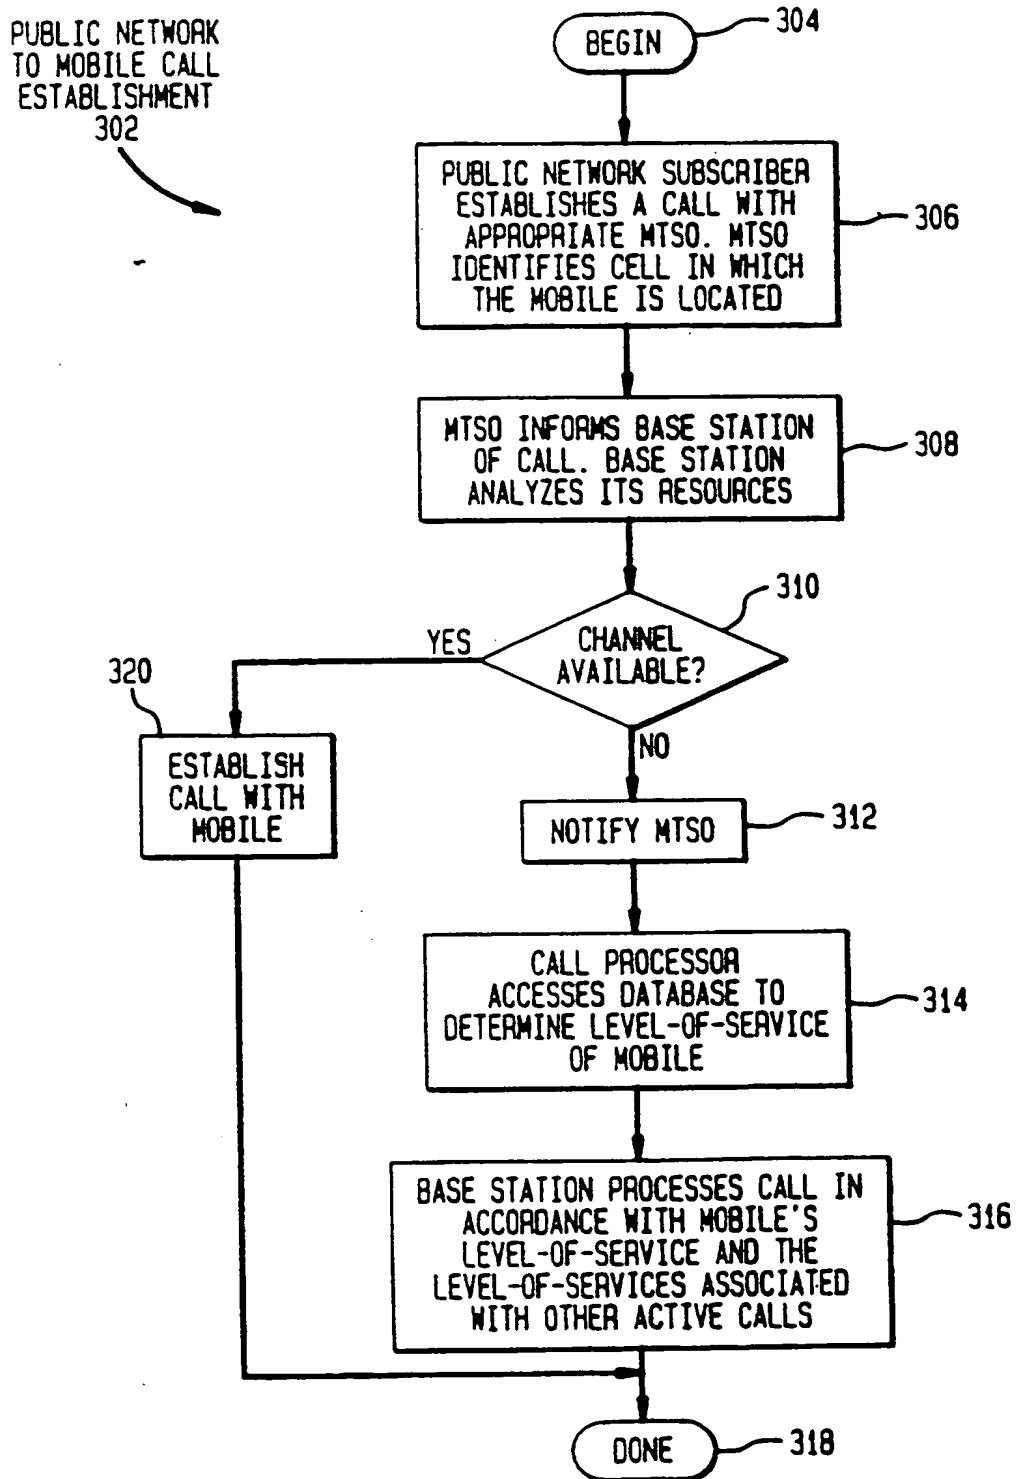 PUBLIC NETWORK
TO MOBILE CALL
ESTABLISHMENT
302
BEGIN
304
PUBLIC NETWORK SUBSCRIBER
ESTABLISHES A CALL WITH
APPROPRIATE MTSO. MTSO
IDENTIFIES CELL IN WHICH
THE MOBILE IS LOCATED
306
MTSO INFORMS BASE STATION
OF CALL. BASE STATION
ANALYZES ITS RESOURCES
308
310
CHANNEL
AVAILABLE?
YES
NO
320
ESTABLISH
CALL WITH
MOBILE
NOTIFY MTSO
312
CALL PROCESSOR
ACCESSES DATABASE TO
DETERMINE LEVEL-OF-SERVICE
OF MOBILE
314
BASE STATION PROCESSES CALL IN
ACCORDANCE WITH MOBILE'S
LEVEL-OF-SERVICE AND THE
LEVEL-OF-SERVICES ASSOCIATED
WITH OTHER ACTIVE CALLS
316
DONE
318